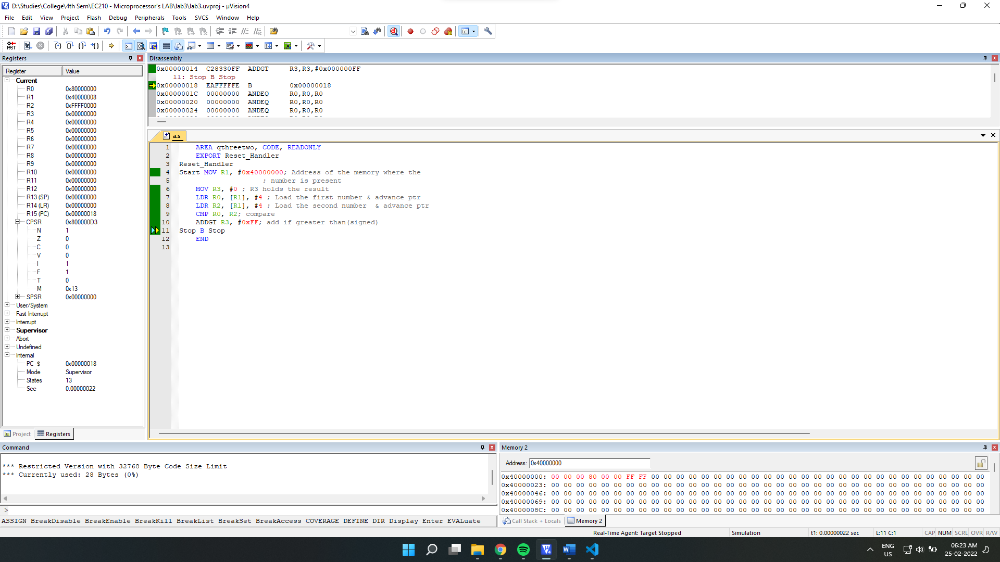 D:\Studies\College\4th Sem\EC210 - Microprocessor's LAB\lab3\lab3.uvproj - µVision4
File Edit View Project Flash Debug Peripherals Tools SVCS Window Help
RST
Registers
Register Value
Current
R0 0x80000000
R1 0x40000008
R2 0xFFFF0000
R3 0x00000000
R4 0x00000000
R5 0x00000000
R6 0x00000000
R7 0x00000000
R8 0x00000000
R9 0x00000000
R10 0x00000000
R11 0x00000000
R12 0x00000000
R13 (SP) 0x00000000
R14 (LR) 0x00000000
R15 (PC) 0x00000018
CPSR 0x800000D3
N 1
Z 0
C 0
V 0
I 1
F 1
T 0
M 0x13
SPSR 0x00000000
User/System
Fast Interrupt
Interrupt
Supervisor
Abort
Undefined
Internal
PC $ 0x00000018
Mode Supervisor
States 13
Sec 0.00000022
Project Registers
Disassembly
0x00000014 C28330FF ADDGT R3,R3,#0x000000FF
11: Stop B Stop
0x00000018 EAFFFFFE B 0x00000018
0x0000001C 00000000 ANDEQ R0,R0,R0
0x00000020 00000000 ANDEQ R0,R0,R0
0x00000024 00000000 ANDEQ R0,R0,R0
a.s
1 AREA qthreetwo, CODE, READONLY
2 EXPORT Reset_Handler
3 Reset_Handler
4 Start MOV R1, #0x40000000; Address of the memory where the
5 ; number is present
6 MOV R3, #0 ; R3 holds the result
7 LDR R0, [R1], #4 ; Load the first number & advance ptr
8 LDR R2, [R1], #4 ; Load the second number & advance ptr
9 CMP R0, R2; compare
10 ADDGT R3, #0xFF; add if greater than(signed)
11 Stop B Stop
12 END
13
Command
*** Restricted Version with 32768 Byte Code Size Limit
*** Currently used: 28 Bytes (0%)
>
ASSIGN BreakDisable BreakEnable BreakKill BreakList BreakSet BreakAccess COVERAGE DEFINE DIR Display Enter EVALuate
Memory 2
Address: 0x40000000
0x40000000: 00 00 00 80 00 00 FF FF 00 00 00 00 00 00 00 00 00 00 00 00 00 00 00 00 00 00 00 00 00 00 00 00 00 00 00
0x40000023: 00 00 00 00 00 00 00 00 00 00 00 00 00 00 00 00 00 00 00 00 00 00 00 00 00 00 00 00 00 00 00 00 00 00 00
0x40000046: 00 00 00 00 00 00 00 00 00 00 00 00 00 00 00 00 00 00 00 00 00 00 00 00 00 00 00 00 00 00 00 00 00 00 00
0x40000069: 00 00 00 00 00 00 00 00 00 00 00 00 00 00 00 00 00 00 00 00 00 00 00 00 00 00 00 00 00 00 00 00 00 00 00
0x4000008C: 00 00 00 00 00 00 00 00 00 00 00 00 00 00 00 00 00 00 00 00 00 00 00 00 00 00 00 00 00 00 00 00 00 00 00
Call Stack + Locals Memory 2
Real-Time Agent: Target Stopped Simulation t1: 0.00000022 sec L:11 C:1 CAP NUM SCRL OVR R/W
ENG
US
06:23 AM
25-02-2022